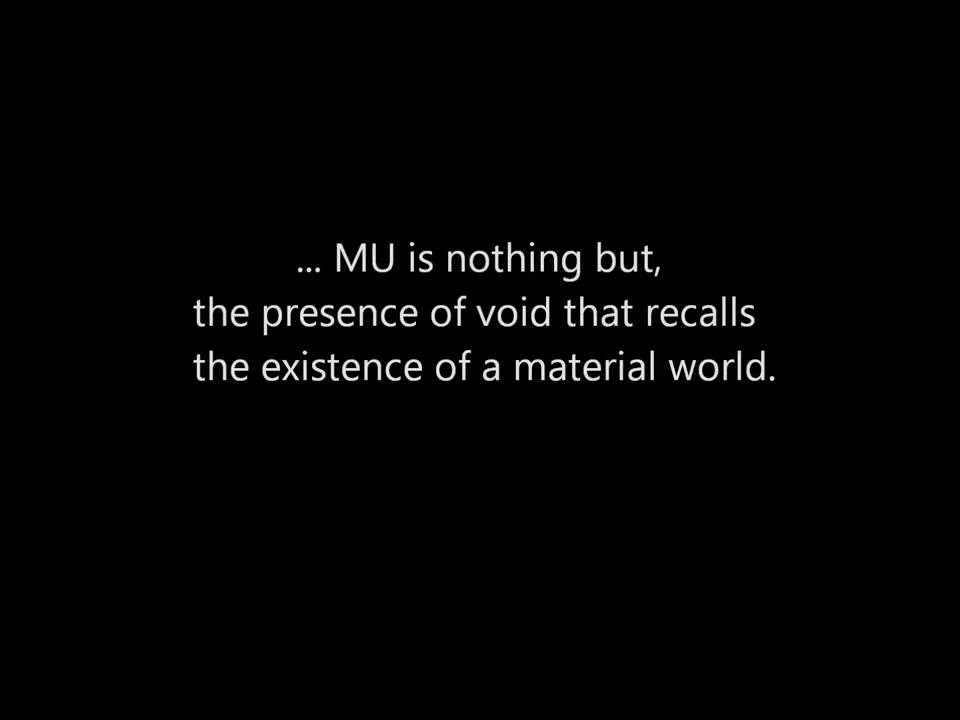 ... MU is nothing but,
the presence of void that recalls
the existence of a material world.